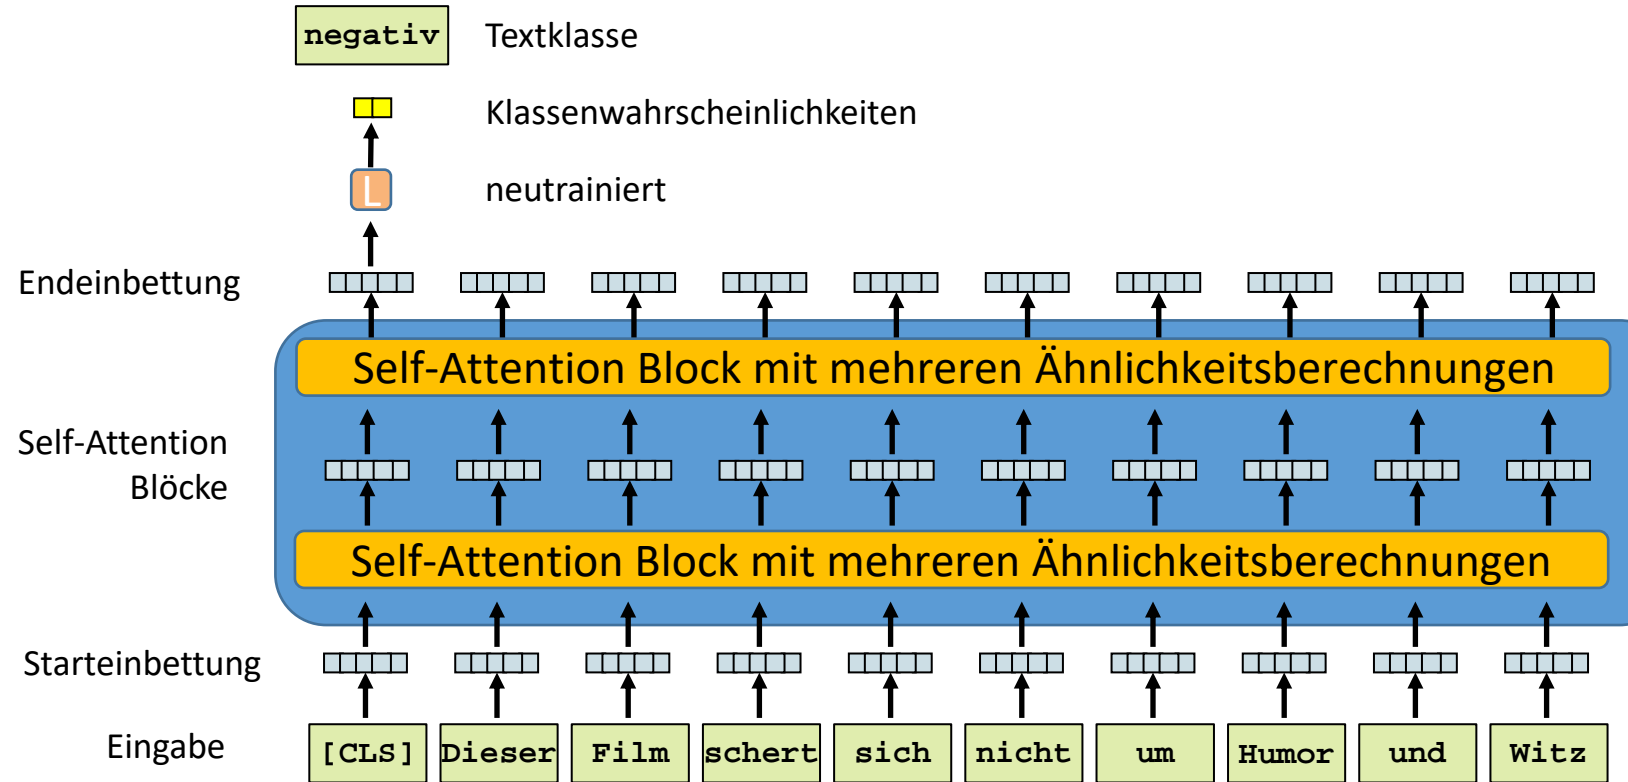 negativ Textklasse
Klassenwahrscheinlichkeiten
L neutrainiert
Endeinbettung
Self-Attention Block mit mehreren Ähnlichkeitsberechnungen
Self-Attention
Blöcke
Self-Attention Block mit mehreren Ähnlichkeitsberechnungen
Starteinbettung
Eingabe [CLS] Dieser Film schert sich nicht um Humor und Witz